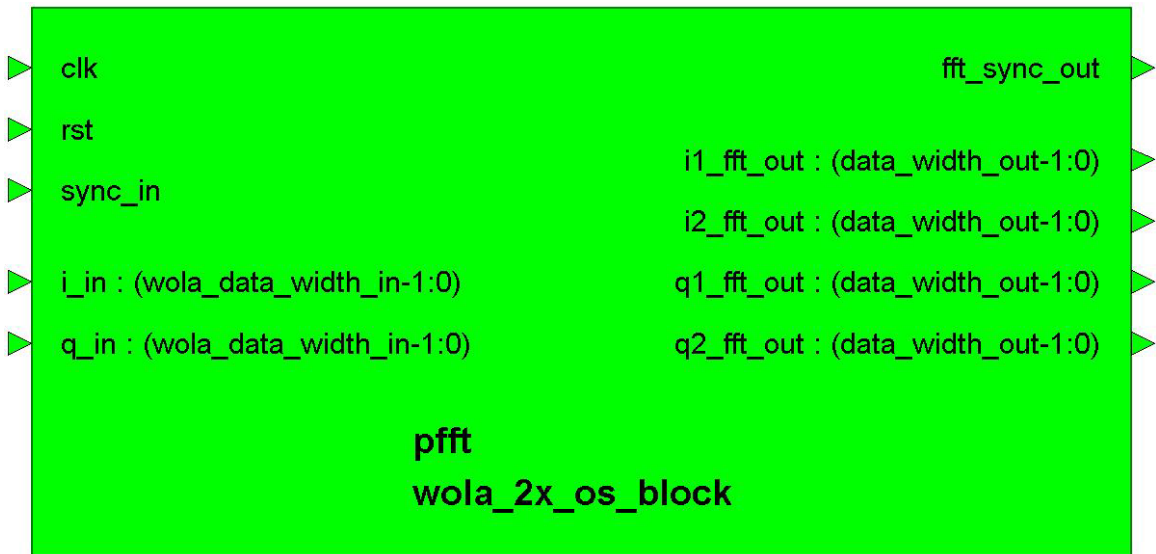 clk
fft_sync_out
rst
i1_fft_out : (data_width_out-1:0)
sync_in
i2_fft_out : (data_width_out-1:0)
i_in : (wola_data_width_in-1:0)
q1_fft_out : (data_width_out-1:0)
q_in : (wola_data_width_in-1:0)
q2_fft_out : (data_width_out-1:0)
pfft
wola_2x_os_block